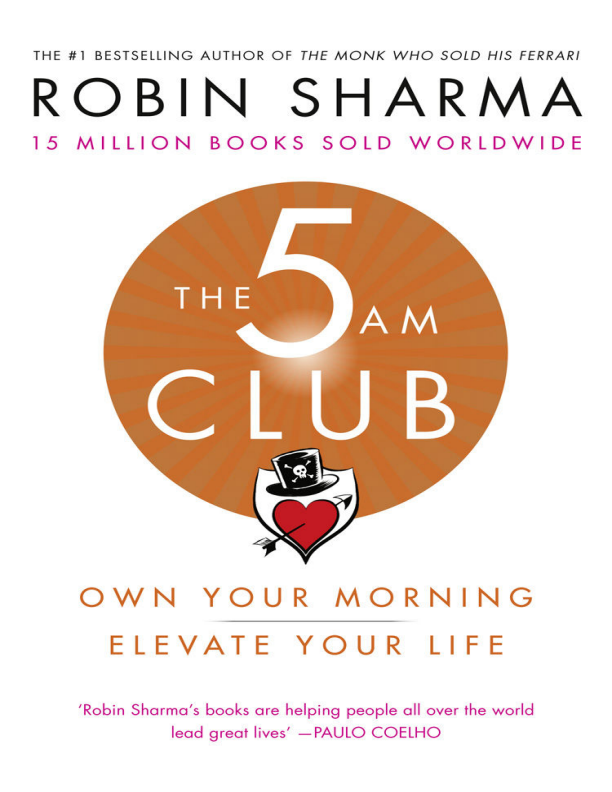 THE #1 BESTSELLING AUTHOR OF THE MONK WHO SOLD HIS FERRARI
ROBIN SHARMA
15 MILLION BOOKS SOLD WORLDWIDE
THE 5 AM
CLUB
OWN YOUR MORNING
ELEVATE YOUR LIFE
‘Robin Sharma’s books are helping people all over the world
lead great lives’ —PAULO COELHO